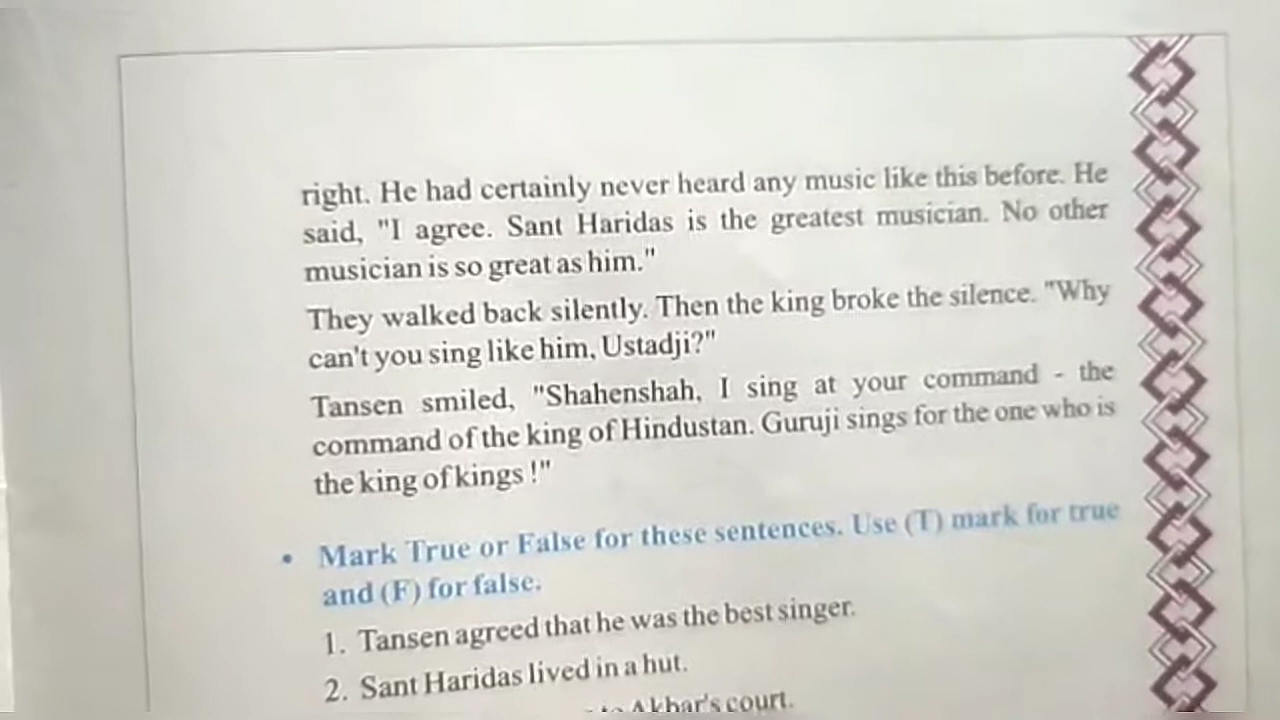 right. He had certainly never heard any music like this before. He
said, "I agree. Sant Haridas is the greatest musician. No other
musician is so great as him."
They walked back silently. Then the king broke the silence. "Why
can't you sing like him, Ustadji?"
Tansen smiled, "Shahenshah, I sing at your command - the
command of the king of Hindustan. Guruji sings for the one who is
the king of kings !"
• Mark True or False for these sentences. Use (T) mark for true
and (F) for false.
1. Tansen agreed that he was the best singer.
2. Sant Haridas lived in a hut.
to Akbar's court.